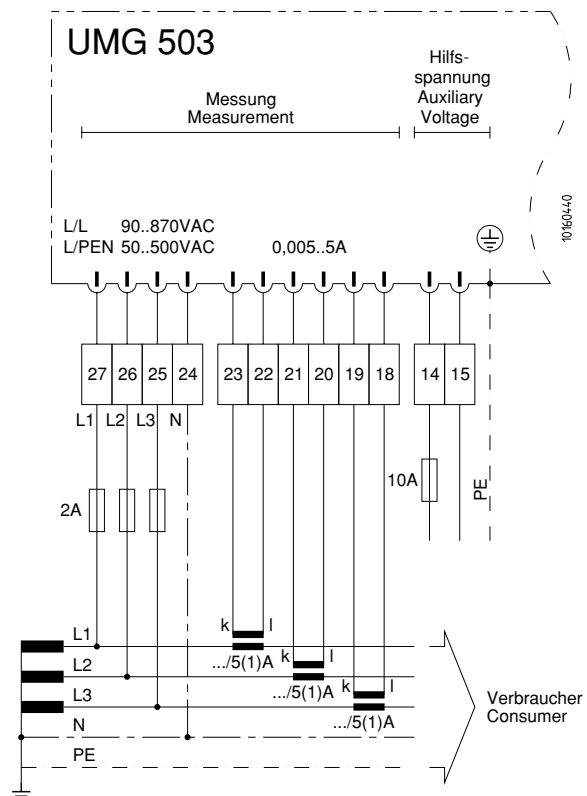 UMG 503
Hilfs-
spannung
Auxiliary
Voltage
Messung
Measurement
10160440
L/L 90..870VAC
L/PEN 50..500VAC 0,005..5A
27 26 25 24 23 22 21 20 19 18 14 15
L1 L2 L3 N
2A
10A
PE
L1
k l
.../5(1)A
L2
k l
.../5(1)A
L3
k l
.../5(1)A
N
PE
Verbraucher
Consumer